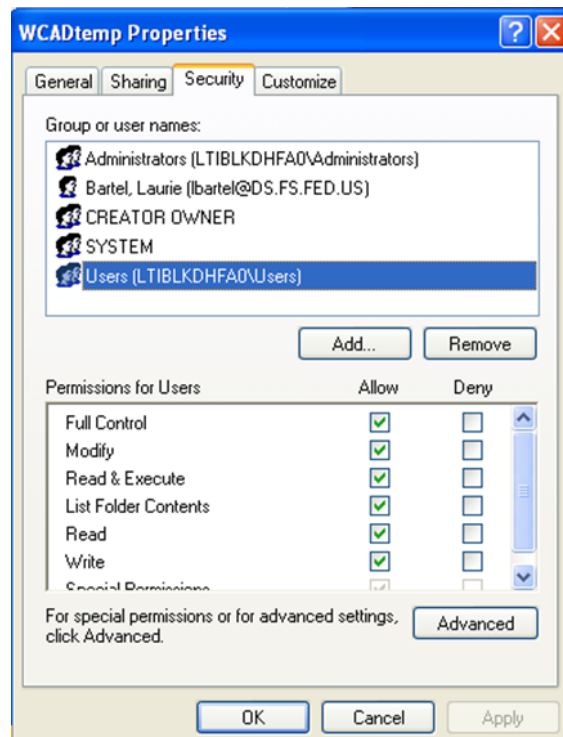 WCADtemp Properties
General Sharing Security Customize
Group or user names:
Administrators (LTIBLKDHFA0\Administrators)
Bartel, Laurie (lbartel@DS.FS.FED.US)
CREATOR OWNER
SYSTEM
Users (LTIBLKDHFA0\Users)
Add... Remove
Permissions for Users Allow Deny
Full Control
Modify
Read & Execute
List Folder Contents
Read
Write
Special Permissions
For special permissions or for advanced settings,
click Advanced.
Advanced
OK Cancel Apply